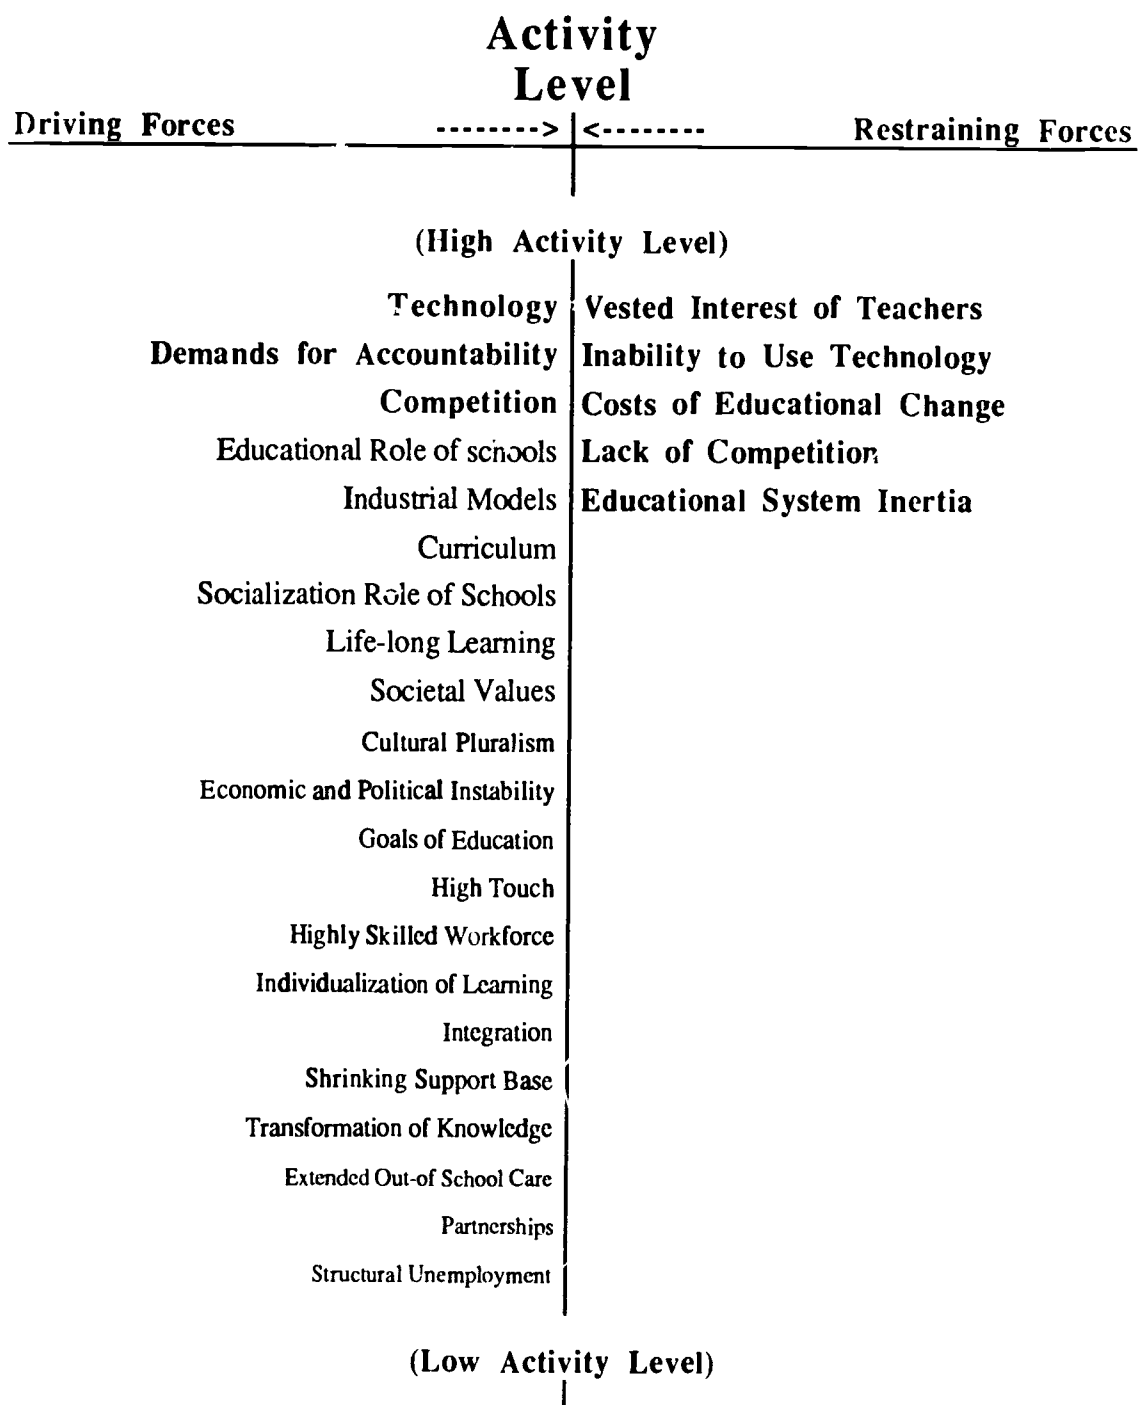 Activity
Level
Driving Forces -------->|<-------- Restraining Forces
(High Activity Level)
Technology | Vested Interest of Teachers
Demands for Accountability | Inability to Use Technology
Competition | Costs of Educational Change
Educational Role of schools | Lack of Competition
Industrial Models | Educational System Inertia
Curriculum
Socialization Role of Schools
Life-long Learning
Societal Values
Cultural Pluralism
Economic and Political Instability
Goals of Education
High Touch
Highly Skilled Workforce
Individualization of Learning
Integration
Shrinking Support Base
Transformation of Knowledge
Extended Out-of School Care
Partnerships
Structural Unemployment
(Low Activity Level)